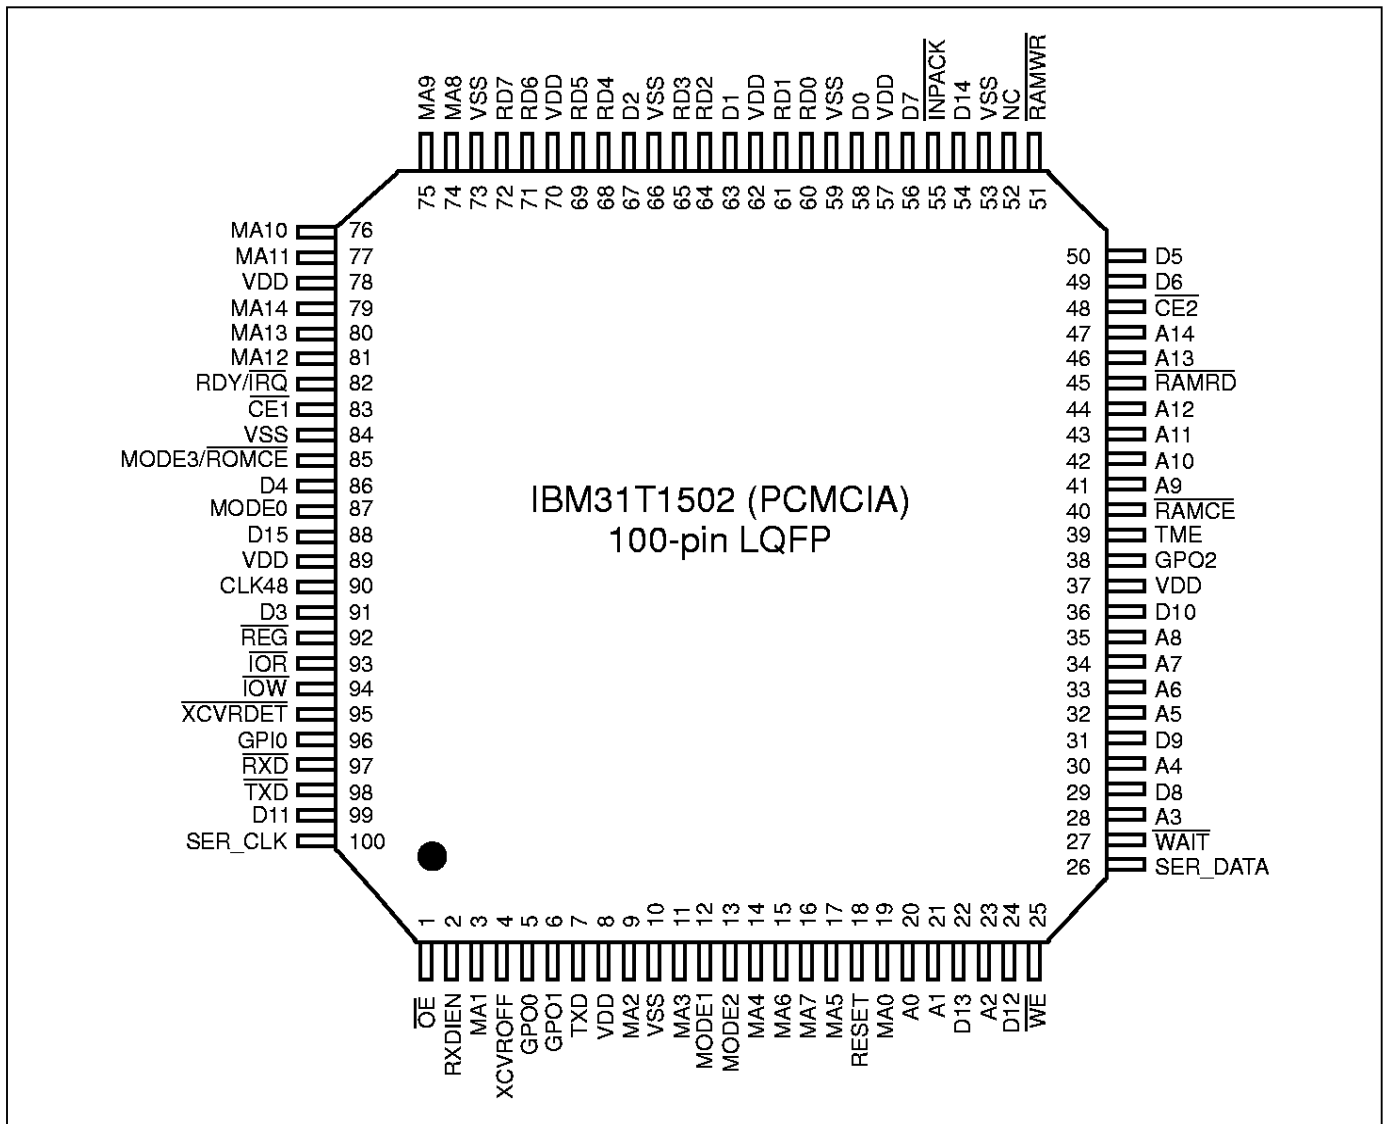 MA9 MA8 VSS RD7 RD6 VDD RD5 RD4 D2 VSS RD3 RD2 D1 VDD RD1 RD0 VSS D0 VDD D7 INPACK D14 VSS NC RAMWR
75 74 73 72 71 70 69 68 67 66 65 64 63 62 61 60 59 58 57 56 55 54 53 52 51
MA10 76
MA11 77
VDD 78
MA14 79
MA13 80
MA12 81
RDY/IRQ 82
CE1 83
VSS 84
MODE3/ROMCE 85
D4 86
MODE0 87
D15 88
VDD 89
CLK48 90
D3 91
REG 92
IOR 93
IOW 94
XCVRDET 95
GPI0 96
RXD 97
TXD 98
D11 99
SER_CLK 100
IBM31T1502 (PCMCIA)
100-pin LQFP
50 D5
49 D6
48 CE2
47 A14
46 A13
45 RAMRD
44 A12
43 A11
42 A10
41 A9
40 RAMCE
39 TME
38 GPO2
37 VDD
36 D10
35 A8
34 A7
33 A6
32 A5
31 D9
30 A4
29 D8
28 A3
27 WAIT
26 SER_DATA
1 2 3 4 5 6 7 8 9 10 11 12 13 14 15 16 17 18 19 20 21 22 23 24 25
OE RXDIEN MA1 XCVROFF GPO0 GPO1 TXD VDD MA2 VSS MA3 MODE1 MODE2 MA4 MA6 MA7 MA5 RESET MA0 A0 A1 D13 A2 D12 WE